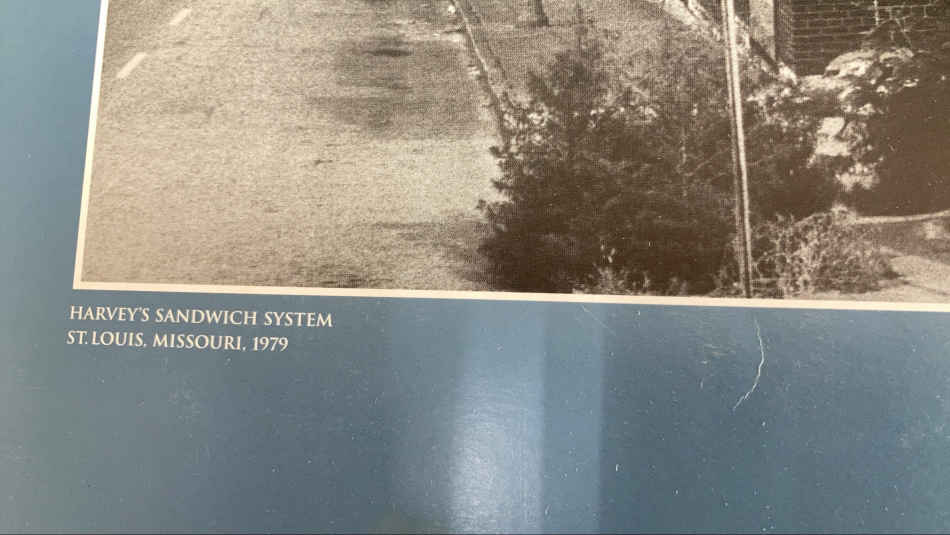 HARVEY'S SANDWICH SYSTEM
ST. LOUIS, MISSOURI, 1979